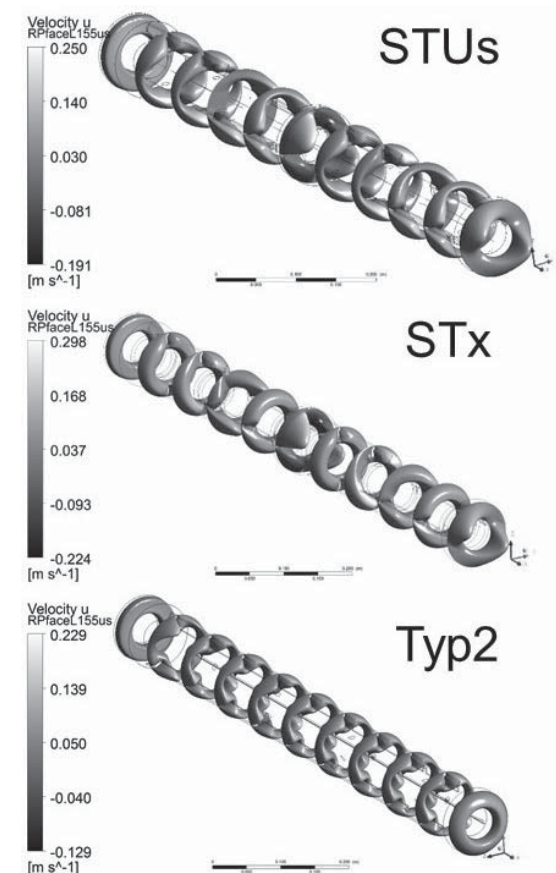 Velocity u
RPfaceL155us
STUs
0.250
0.140
0.030
-0.081
-0.191
[m s^-1]
Velocity u
RPfaceL155us
STx
0.298
0.168
0.037
-0.093
-0.224
[m s^-1]
Velocity u
RPfaceL155us
Typ2
0.229
0.139
0.050
-0.040
-0.129
[m s^-1]